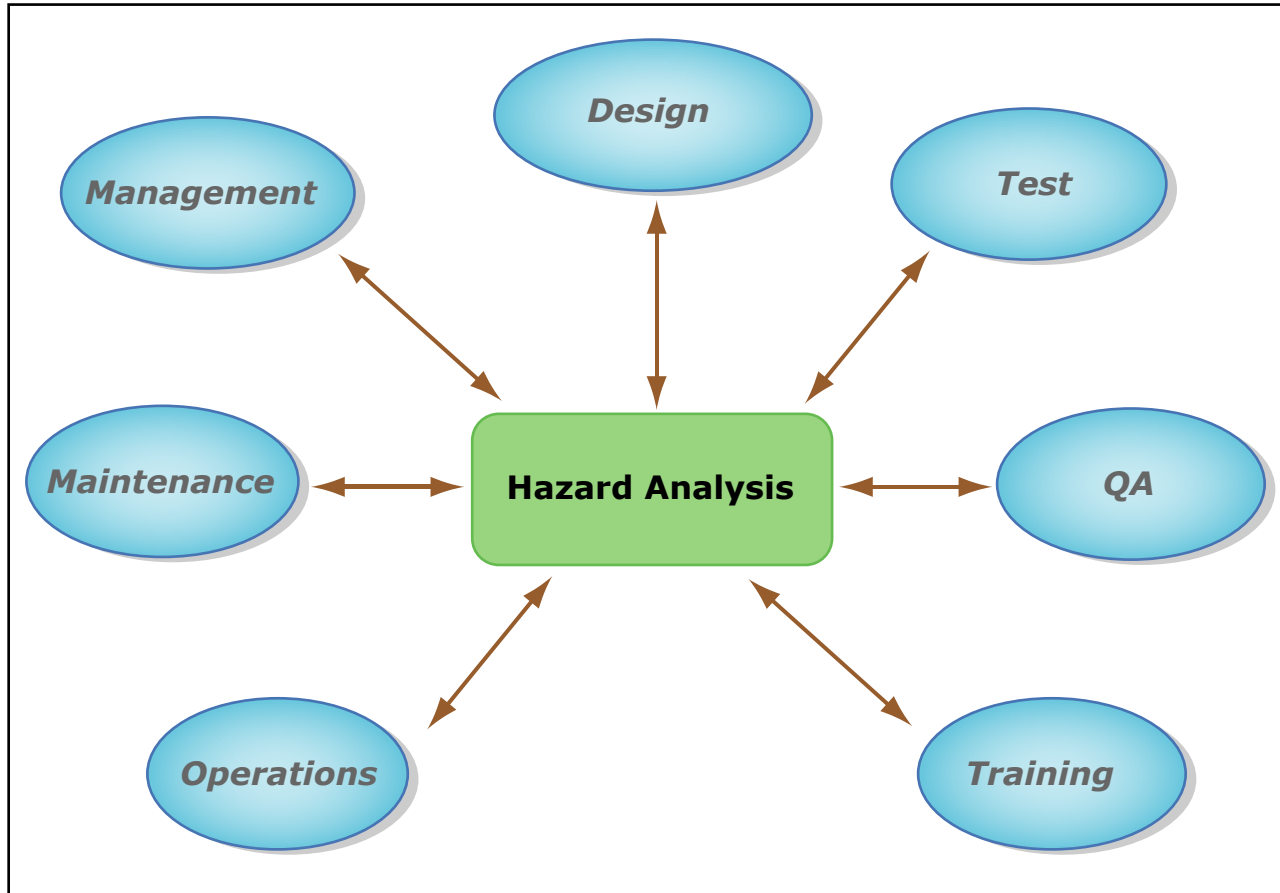 Design
Management
Test
Maintenance
Hazard Analysis
QA
Operations
Training